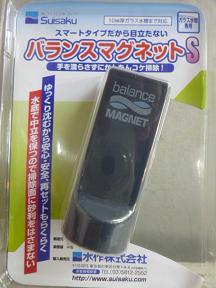 Suisaku
10mm厚ガラス水槽まで対応
ガラス水槽
専用
スマートタイプだから目立たない
バランスマグネットS
手を濡らさずにかんたんコケ掃除!
balance
MAGNET
ゆっくり沈むから安心・安全、再セットもらくらく
水底で中立を保つので掃除面に砂利をはさまない
水作株式会社